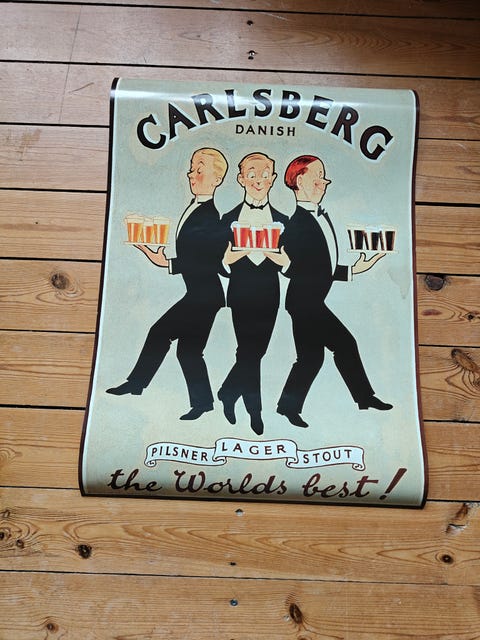 CARLSBERG
DANISH
PILSNER LAGER STOUT
the Worlds best!